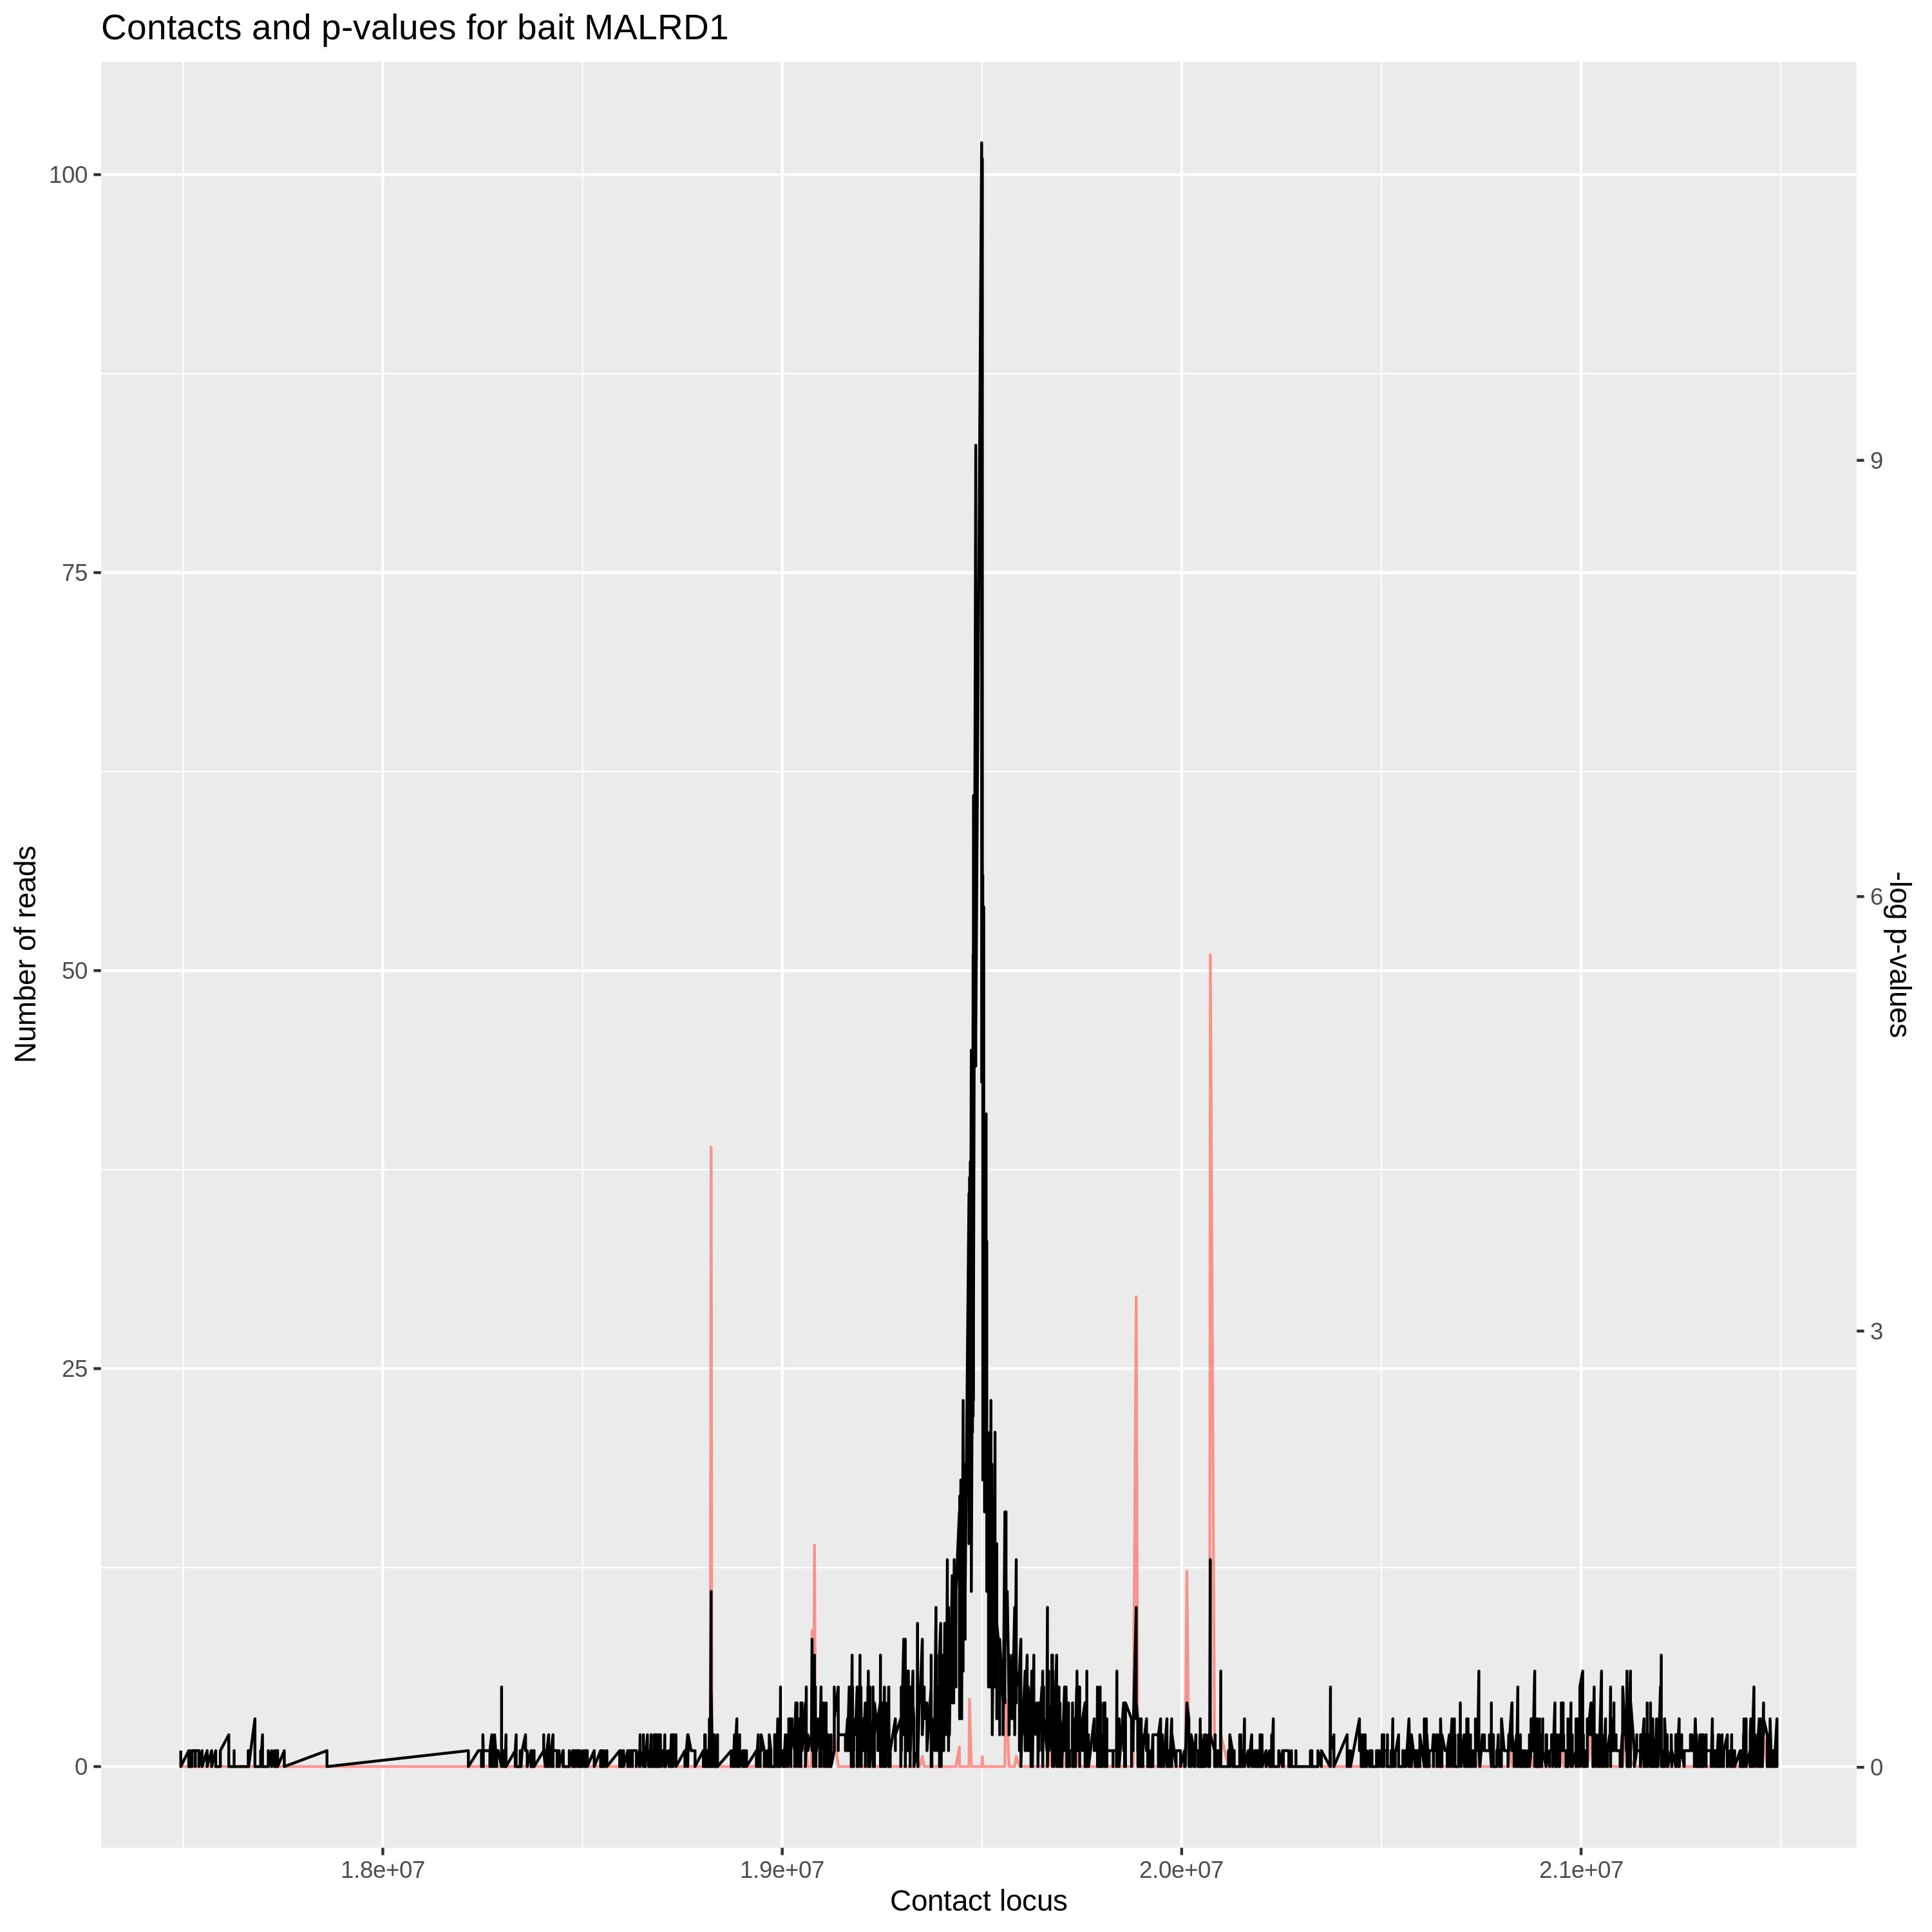 Contacts and p-values for bait MALRD1
100
75
50
25
0
Number of reads
9
6
3
0
-log p-values
1.8e+07 1.9e+07 2.0e+07 2.1e+07
Contact locus